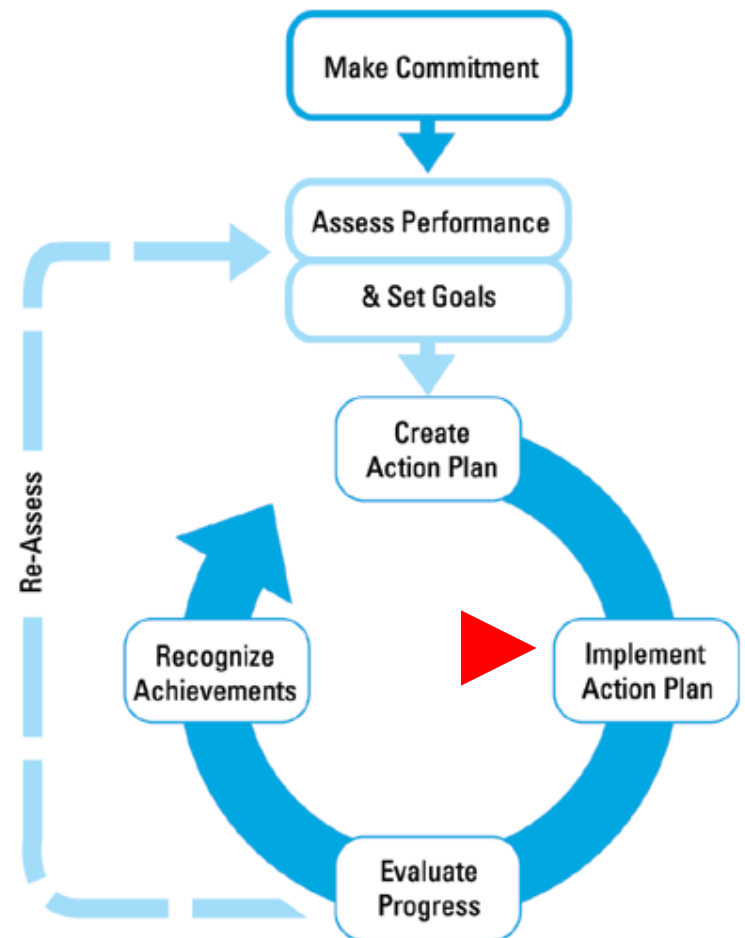 Make Commitment
Assess Performance
& Set Goals
Create
Action Plan
Implement
Action Plan
Evaluate
Progress
Recognize
Achievements
Re-Assess